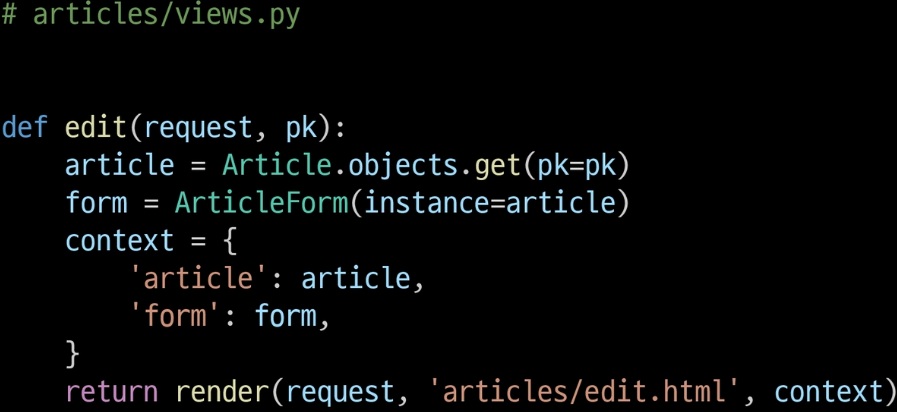 # articles/views.py
def edit(request, pk):
    article = Article.objects.get(pk=pk)
    form = ArticleForm(instance=article)
    context = {
        'article': article,
        'form': form,
    }
    return render(request, 'articles/edit.html', context)